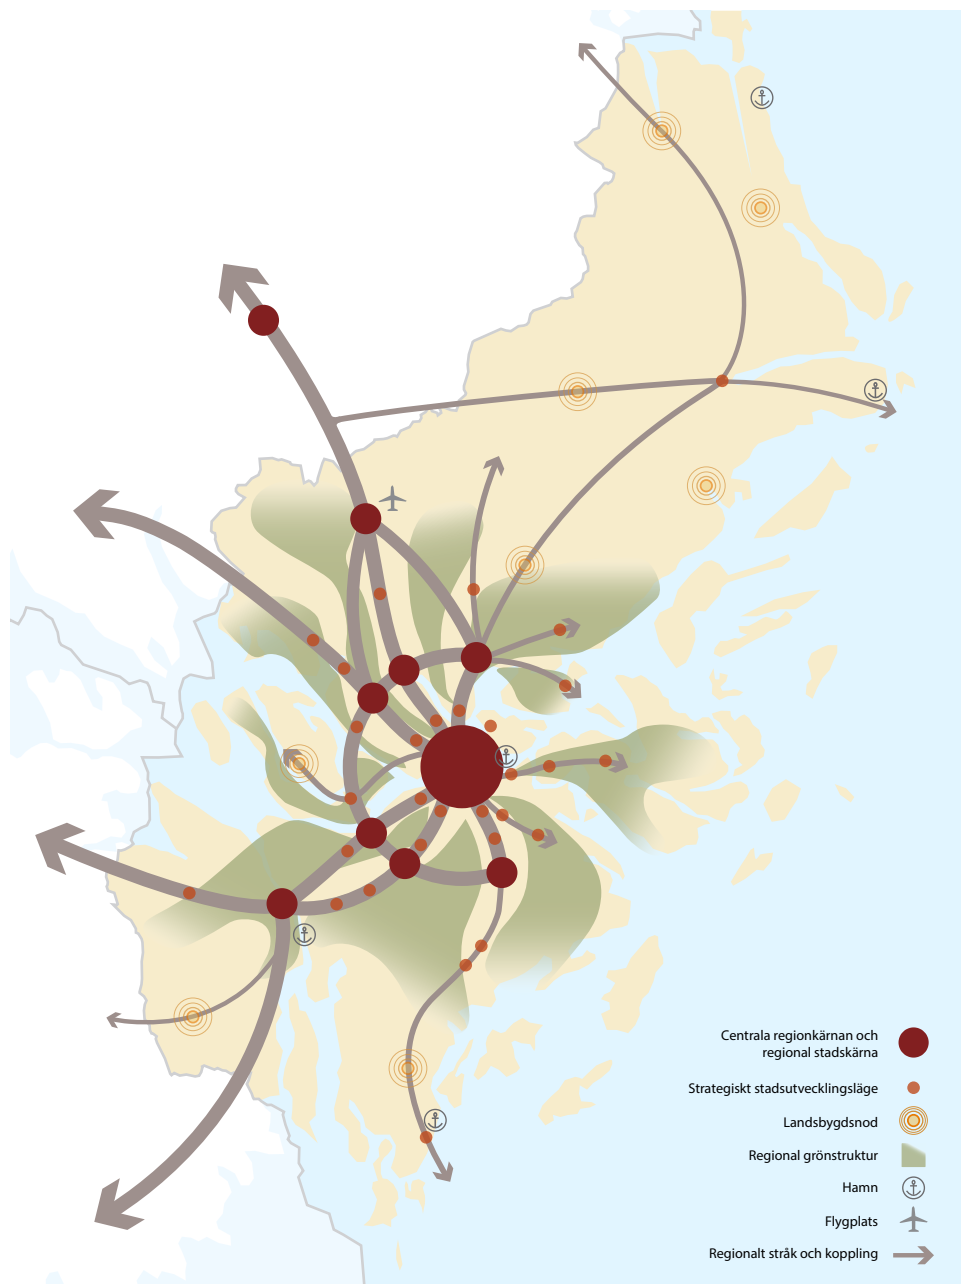 Centrala regionkärnan och
regional stadskärna
Strategiskt stadsutvecklingsläge
Landsbygdsnod
Regional grönstruktur
Hamn
Flygplats
Regionalt stråk och koppling